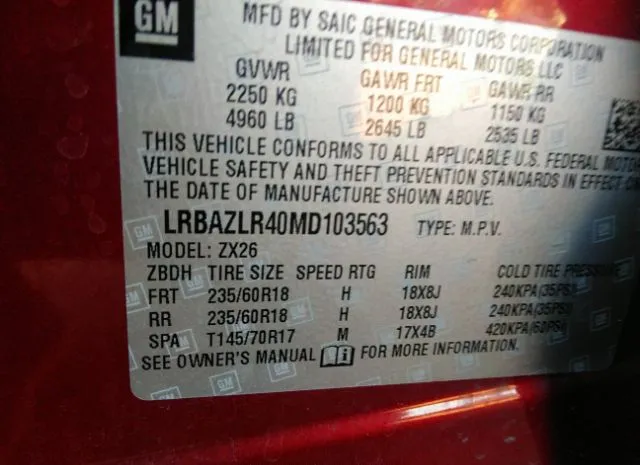 GM
MFD BY SAIC GENERAL MOTORS CORPORATION
LIMITED FOR GENERAL MOTORS LLC
GVWR GAWR FRT GAWR RR
2250 KG 1200 KG 1150 KG
4960 LB 2645 LB 2535 LB
THIS VEHICLE CONFORMS TO ALL APPLICABLE U.S. FEDERAL MOTOR
VEHICLE SAFETY AND THEFT PREVENTION STANDARDS IN EFFECT ON
THE DATE OF MANUFACTURE SHOWN ABOVE.
LRBAZLR40MD103563 TYPE: M.P.V.
MODEL: ZX26
ZBDH TIRE SIZE SPEED RTG RIM COLD TIRE PRESSURE
FRT 235/60R18 H 18X8J 240KPA(35PSI)
RR 235/60R18 H 18X8J 240KPA(35PSI)
SPA T145/70R17 M 17X4B 420KPA(60PSI)
SEE OWNER'S MANUAL FOR MORE INFORMATION.
GM